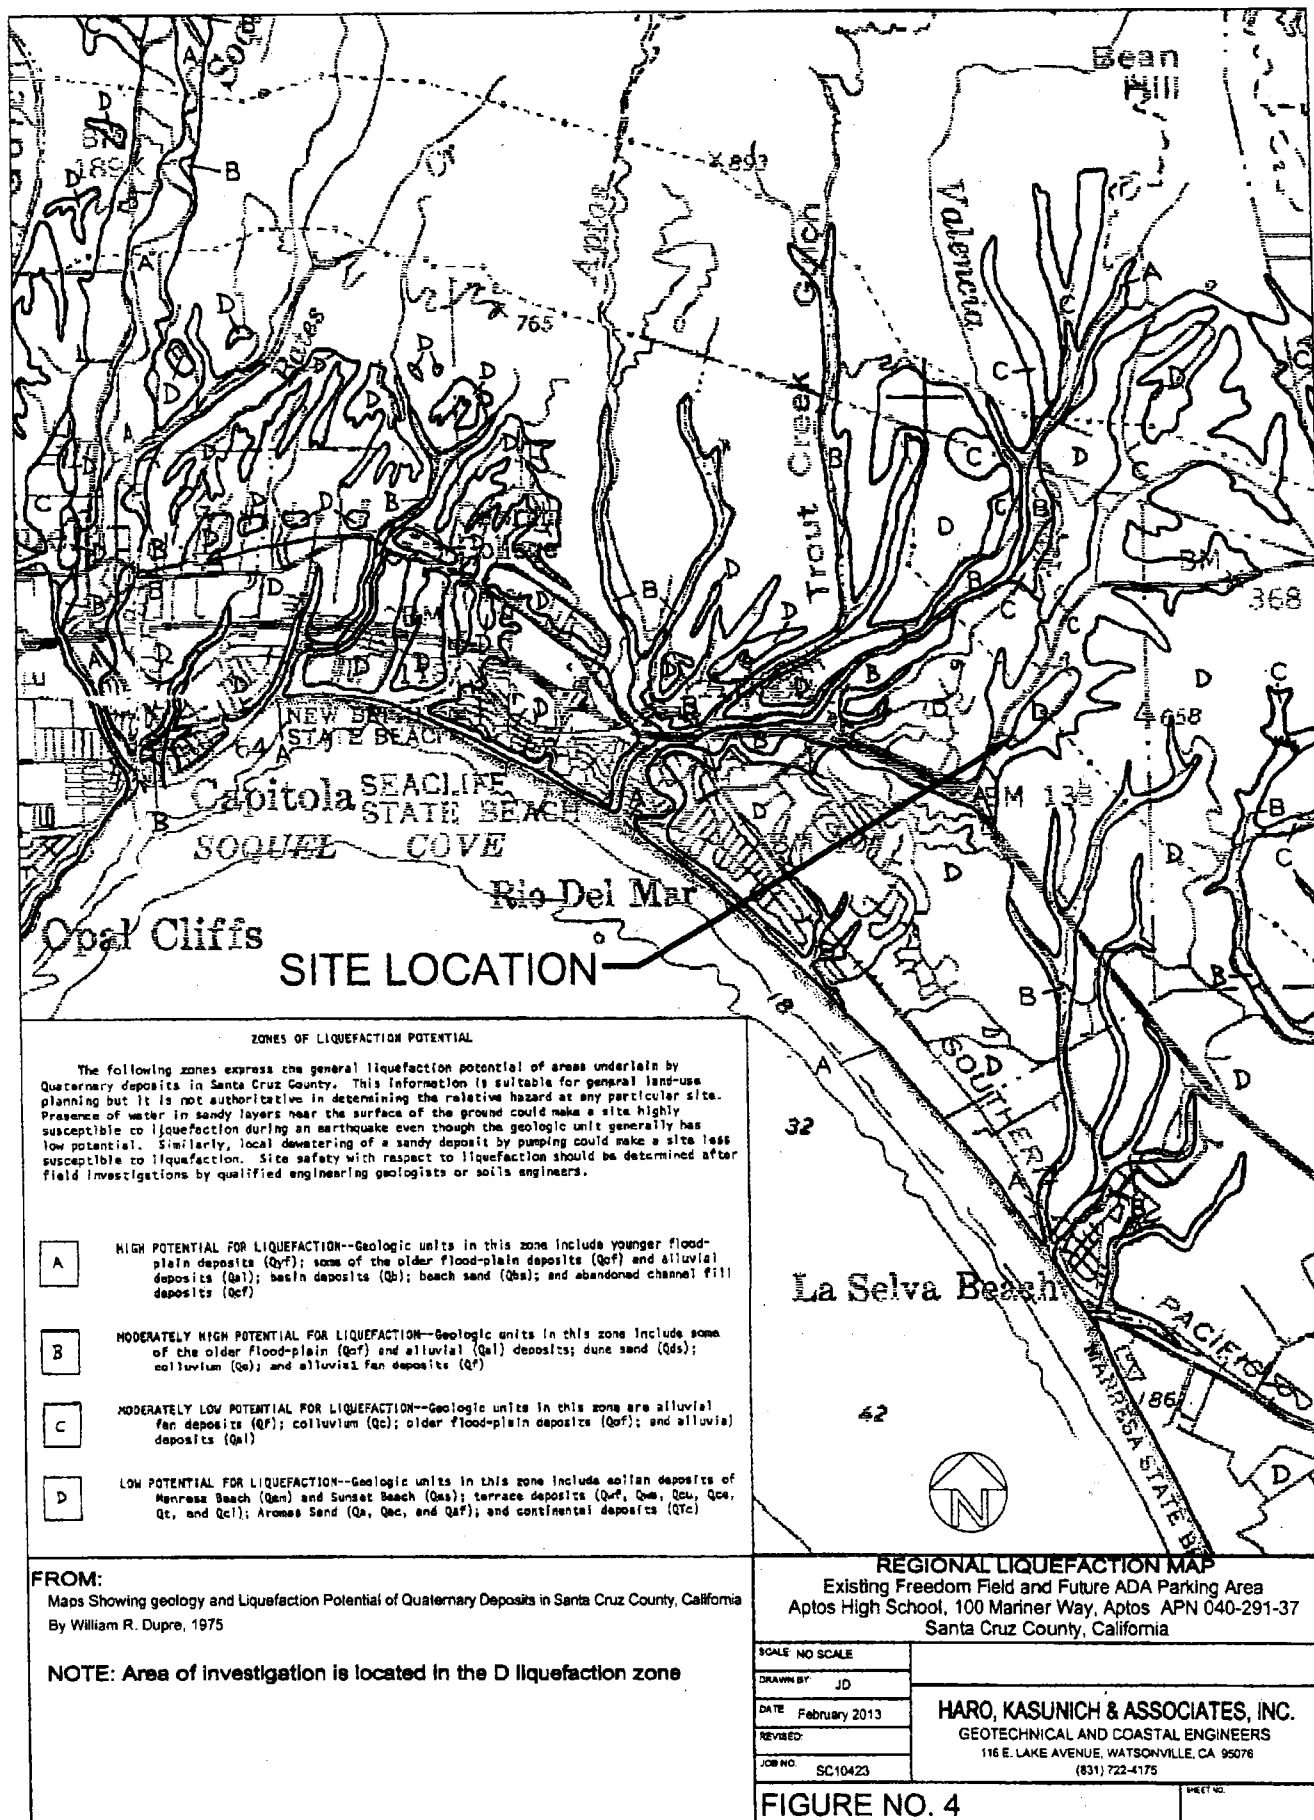 Bean
Hill
Soq
B
189X
Cr
X 893
Aptos
Gulch
Valencia
Bates
765
Creek
Trout
College
BM
368
NEW BRIGHTON
STATE BEACH
64
658
Capitola
SEACLIFF
STATE BEACH
BM 138
SOQUEL COVE
Rio Del Mar
Opal Cliffs
SITE LOCATION
18
SOUTHERN
32
La Selva Beach
PACIFIC
MANRESA STATE B
186
42
N
ZONES OF LIQUEFACTION POTENTIAL
The following zones express the general liquefaction potential of areas underlain by
Quaternary deposits in Santa Cruz County. This information is suitable for general land-use
planning but it is not authoritative in determining the relative hazard at any particular site.
Presence of water in sandy layers near the surface of the ground could make a site highly
susceptible to liquefaction during an earthquake even though the geologic unit generally has
low potential. Similarly, local dewatering of a sandy deposit by pumping could make a site less
susceptible to liquefaction. Site safety with respect to liquefaction should be determined after
field investigations by qualified engineering geologists or soils engineers.
A
HIGH POTENTIAL FOR LIQUEFACTION--Geologic units in this zone include younger flood-
plain deposits (Qyf); some of the older flood-plain deposits (Qof) and alluvial
deposits (Qal); basin deposits (Qb); beach sand (Qbs); and abandoned channel fill
deposits (Qcf)
B
MODERATELY HIGH POTENTIAL FOR LIQUEFACTION--Geologic units in this zone include some
of the older flood-plain (Qof) and alluvial (Qal) deposits; dune sand (Qds);
colluvium (Qc); and alluvial fan deposits (Qf)
C
MODERATELY LOW POTENTIAL FOR LIQUEFACTION--Geologic units in this zone are alluvial
fan deposits (Qf); colluvium (Qc); older flood-plain deposits (Qof); and alluvial
deposits (Qal)
D
LOW POTENTIAL FOR LIQUEFACTION--Geologic units in this zone include eolian deposits of
Manresa Beach (Qem) and Sunset Beach (Qes); terrace deposits (Qwf, Qwe, Qcu, Qce,
Qt, and Qcl); Aromas Sand (Qa, Qae, and Qaf); and continental deposits (QTc)
FROM:
Maps Showing geology and Liquefaction Potential of Quaternary Deposits in Santa Cruz County, California
By William R. Dupre, 1975
NOTE: Area of investigation is located in the D liquefaction zone
REGIONAL LIQUEFACTION MAP
Existing Freedom Field and Future ADA Parking Area
Aptos High School, 100 Mariner Way, Aptos APN 040-291-37
Santa Cruz County, California
SCALE: NO SCALE
DRAWN BY: JD
DATE: February 2013
REVISED:
JOB NO. SC10423
HARO, KASUNICH & ASSOCIATES, INC.
GEOTECHNICAL AND COASTAL ENGINEERS
116 E. LAKE AVENUE, WATSONVILLE, CA 95076
(831) 722-4175
FIGURE NO. 4
SHEET NO.